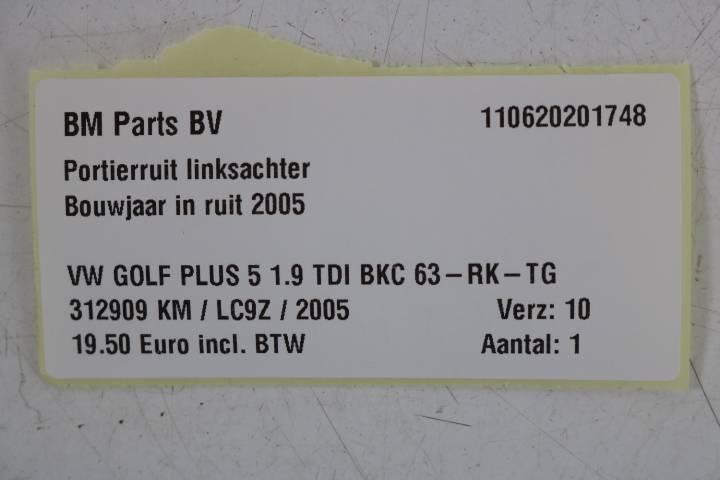 BM Parts BV 110620201748
Portierruit linksachter
Bouwjaar in ruit 2005
VW GOLF PLUS 5 1.9 TDI BKC 63-RK-TG
312909 KM / LC9Z / 2005 Verz: 10
19.50 Euro incl. BTW Aantal: 1